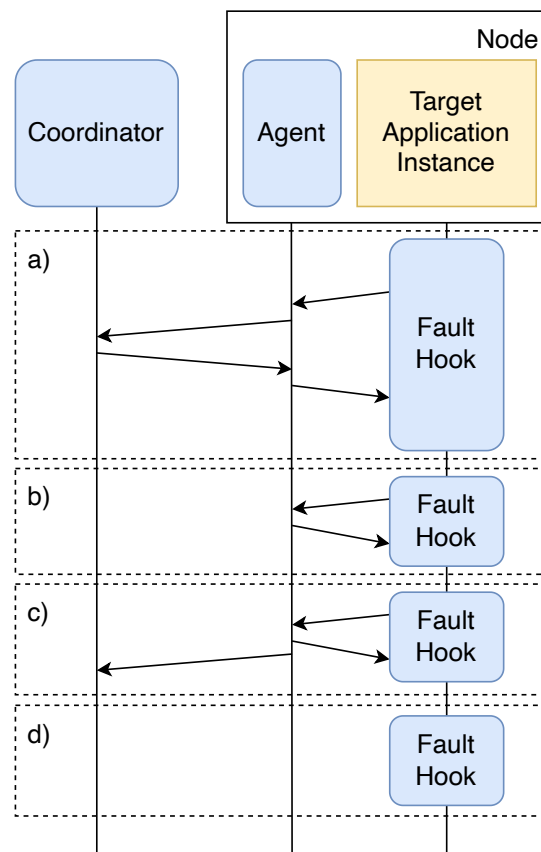 Node
Coordinator
Agent
Target
Application
Instance
a)
Fault
Hook
b)
Fault
Hook
c)
Fault
Hook
d)
Fault
Hook